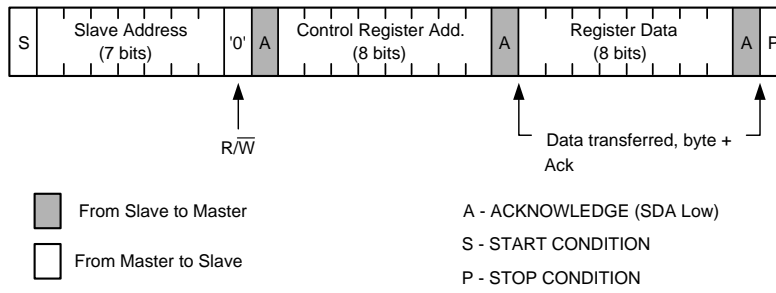 S Slave Address (7 bits) '0' A Control Register Add. (8 bits) A Register Data (8 bits) A P
R/W
Data transferred, byte + Ack
From Slave to Master
From Master to Slave
A - ACKNOWLEDGE (SDA Low)
S - START CONDITION
P - STOP CONDITION